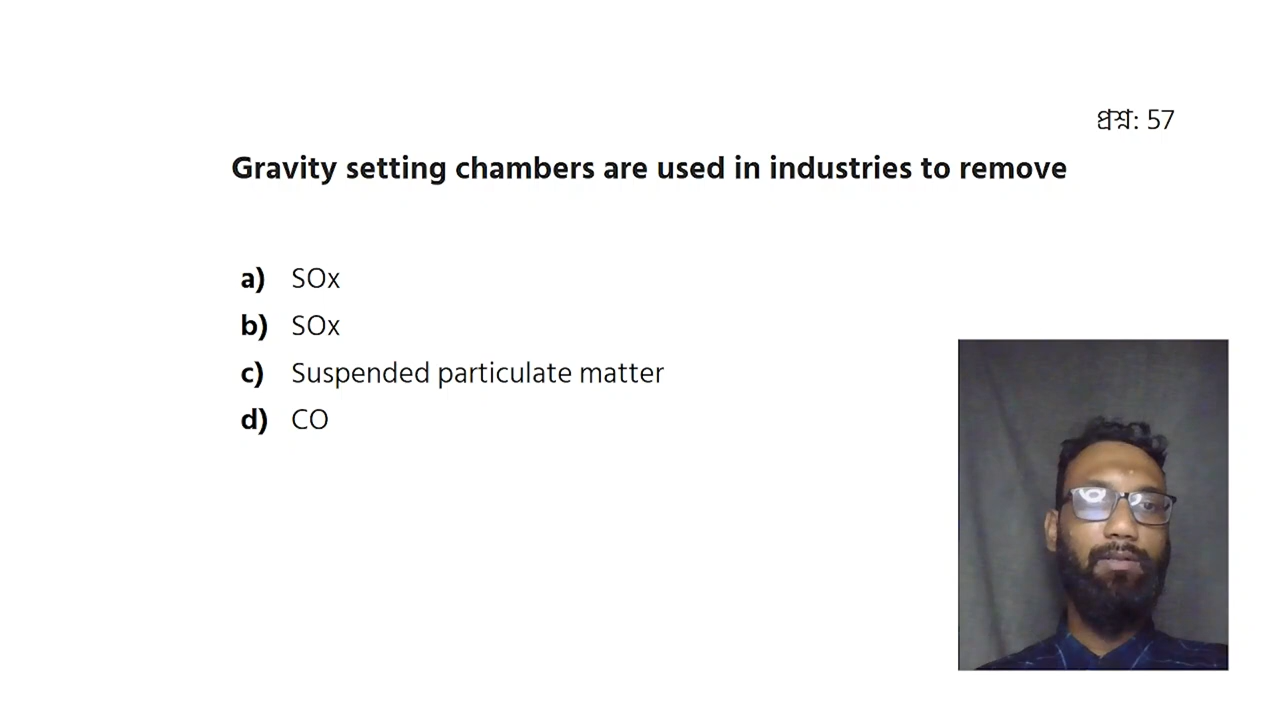 প্রশ্ন: 57
Gravity setting chambers are used in industries to remove
a) SOx
b) SOx
c) Suspended particulate matter
d) CO